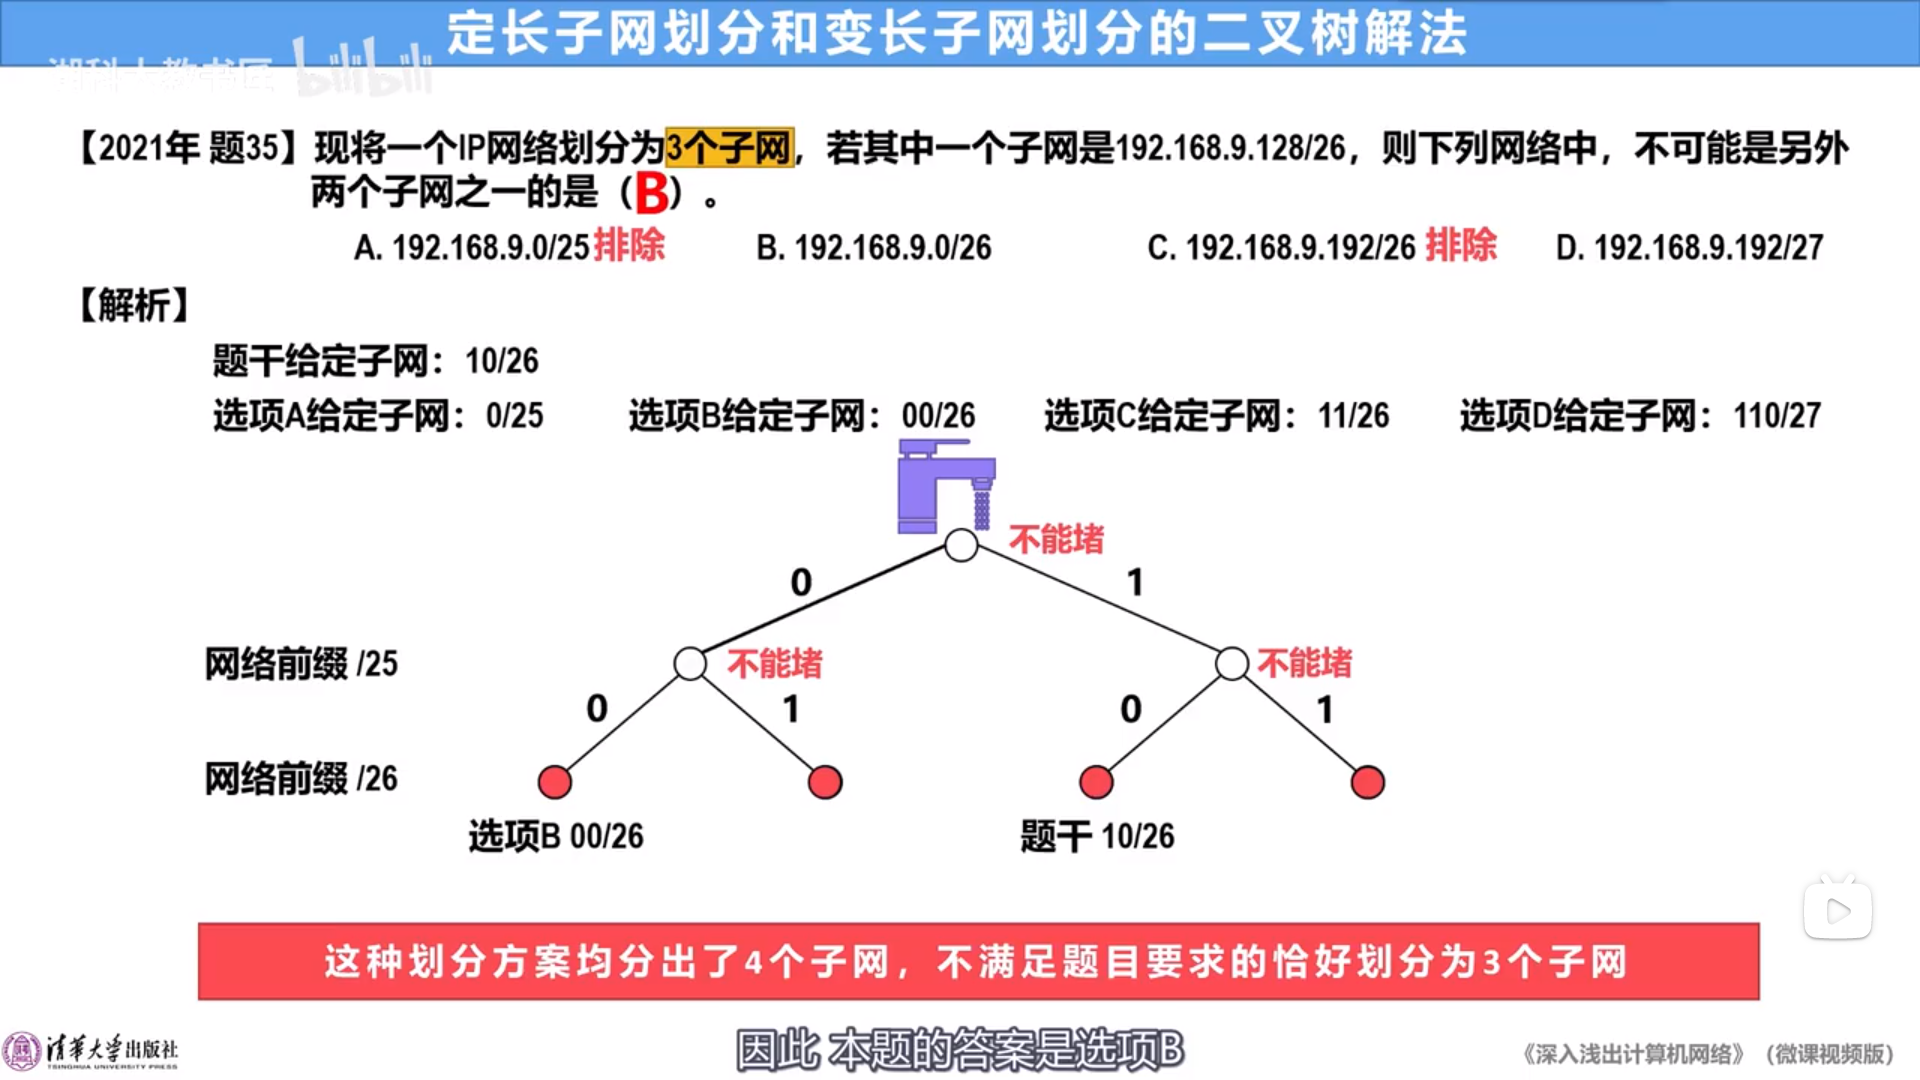 定长子网划分和变长子网划分的二叉树解法
湖科大教书匠 bilibili
【2021年 题35】现将一个IP网络划分为3个子网，若其中一个子网是192.168.9.128/26，则下列网络中，不可能是另外
两个子网之一的是（B）。
A. 192.168.9.0/25 排除 B. 192.168.9.0/26 C. 192.168.9.192/26 排除 D. 192.168.9.192/27
【解析】
题干给定子网：10/26
选项A给定子网：0/25 选项B给定子网：00/26 选项C给定子网：11/26 选项D给定子网：110/27
不能堵
0 1
网络前缀 /25 不能堵 不能堵
0 1 0 1
网络前缀 /26
选项B 00/26 题干 10/26
这种划分方案均分出了4个子网，不满足题目要求的恰好划分为3个子网
清华大学出版社
TSINGHUA UNIVERSITY PRESS
因此 本题的答案是选项B
《深入浅出计算机网络》（微课视频版）